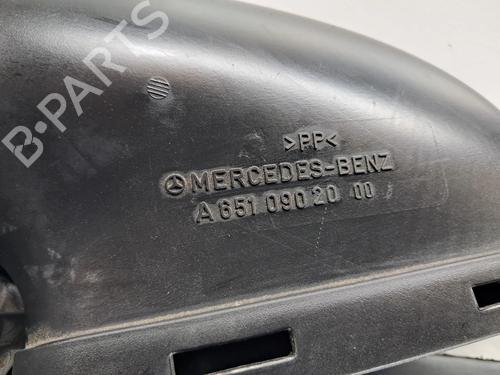 B-PARTS
>PP<
MERCEDES-BENZ
A 651 090 20 00